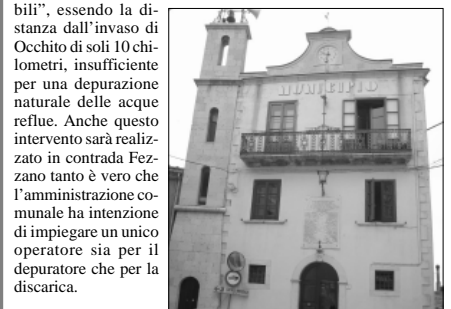 bili”, essendo la di-
stanza dall’invaso di
Occhito di soli 10 chi-
lometri, insufficiente
per una depurazione
naturale delle acque
reflue. Anche questo
intervento sarà realiz-
zato in contrada Fez-
zano tanto è vero che
l’amministrazione co-
munale ha intenzione
di impiegare un unico
operatore sia per il
depuratore che per la
discarica.
MUNICIPIO